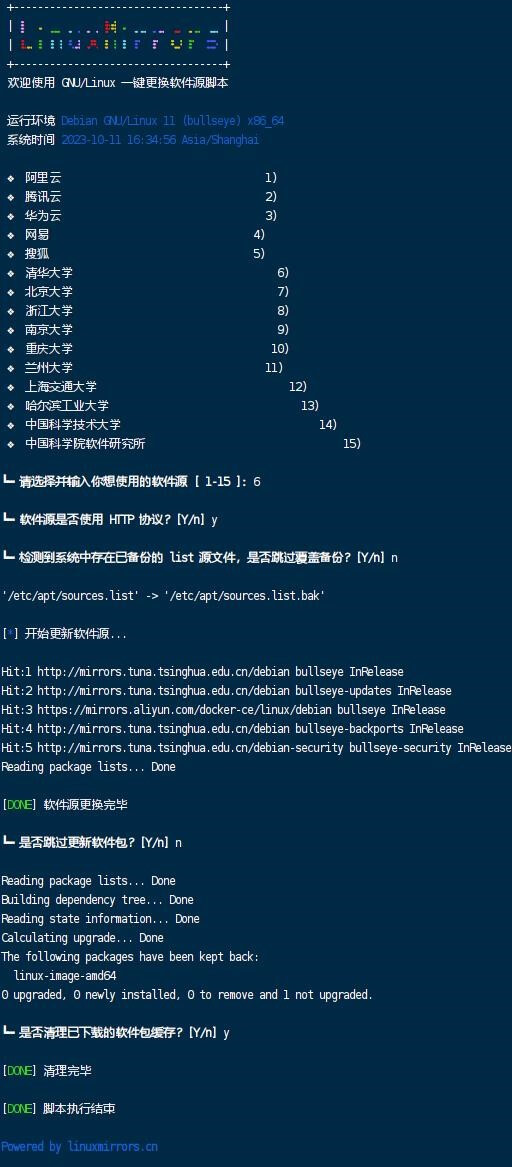 欢迎使用 GNU/Linux 一键更换软件源脚本
运行环境 Debian GNU/Linux 11 (bullseye) x86_64
系统时间 2023-10-11 16:34:56 Asia/Shanghai
❖ 阿里云 1)
❖ 腾讯云 2)
❖ 华为云 3)
❖ 网易 4)
❖ 搜狐 5)
❖ 清华大学 6)
❖ 北京大学 7)
❖ 浙江大学 8)
❖ 南京大学 9)
❖ 重庆大学 10)
❖ 兰州大学 11)
❖ 上海交通大学 12)
❖ 哈尔滨工业大学 13)
❖ 中国科学技术大学 14)
❖ 中国科学院软件研究所 15)
┗━ 请选择并输入你想使用的软件源 [ 1-15 ]: 6
┗━ 软件源是否使用 HTTP 协议? [Y/n] y
┗━ 检测到系统中存在已备份的 list 源文件, 是否跳过覆盖备份? [Y/n] n
'/etc/apt/sources.list' -> '/etc/apt/sources.list.bak'
[*] 开始更新软件源...
Hit:1 http://mirrors.tuna.tsinghua.edu.cn/debian bullseye InRelease
Hit:2 http://mirrors.tuna.tsinghua.edu.cn/debian bullseye-updates InRelease
Hit:3 https://mirrors.aliyun.com/docker-ce/linux/debian bullseye InRelease
Hit:4 http://mirrors.tuna.tsinghua.edu.cn/debian bullseye-backports InRelease
Hit:5 http://mirrors.tuna.tsinghua.edu.cn/debian-security bullseye-security InRelease
Reading package lists... Done
[DONE] 软件源更换完毕
┗━ 是否跳过更新软件包? [Y/n] n
Reading package lists... Done
Building dependency tree... Done
Reading state information... Done
Calculating upgrade... Done
The following packages have been kept back:
linux-image-amd64
0 upgraded, 0 newly installed, 0 to remove and 1 not upgraded.
┗━ 是否清理已下载的软件包缓存? [Y/n] y
[DONE] 清理完毕
[DONE] 脚本执行结束
Powered by linuxmirrors.cn